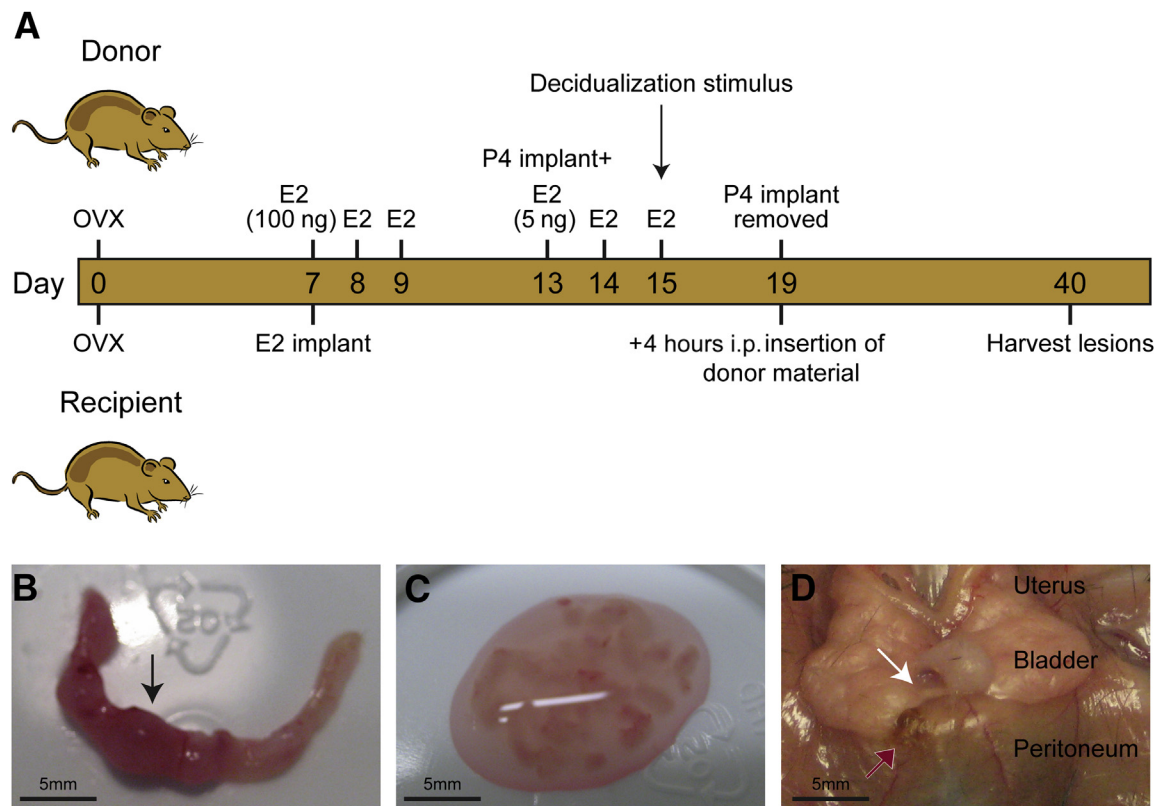 A
Donor
Decidualization stimulus
P4 implant+
E2
(100 ng)
E2
E2
E2
(5 ng)
E2
E2
P4 implant
removed
OVX
Day 0 7 8 9 13 14 15 19 40
OVX
E2 implant
+4 hours i.p. insertion of
donor material
Harvest lesions
Recipient
B
5mm
C
5mm
D
Uterus
Bladder
Peritoneum
5mm